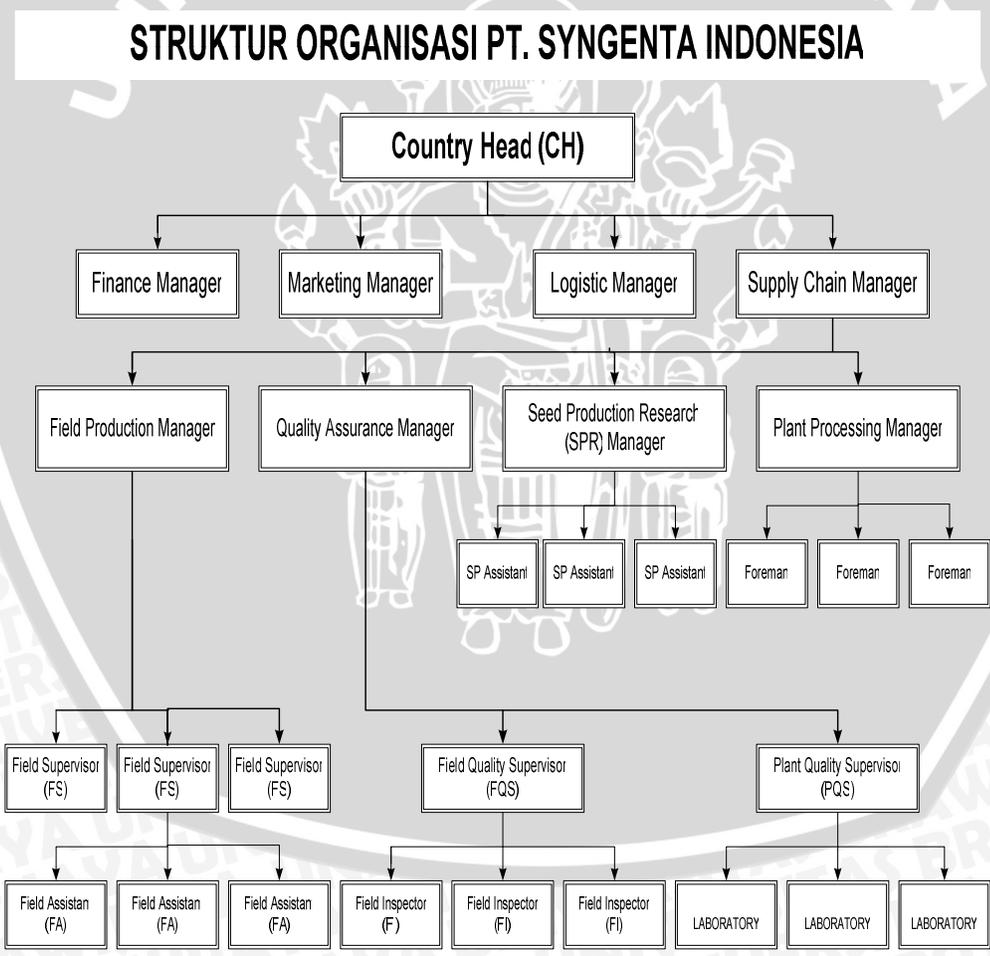 STRUKTUR ORGANISASI PT. SYNGENTA INDONESIA
Country Head (CH)
Finance Manager
Marketing Manager
Logistic Manager
Supply Chain Manager
Field Production Manager
Quality Assurance Manager
Seed Production Research
(SPR) Manager
Plant Processing Manager
SP Assistant
SP Assistant
SP Assistant
Foreman
Foreman
Foreman
Field Supervisor
(FS)
Field Supervisor
(FS)
Field Supervisor
(FS)
Field Quality Supervisor
(FQS)
Plant Quality Supervisor
(PQS)
Field Assistan
(FA)
Field Assistan
(FA)
Field Assistan
(FA)
Field Inspector
(F)
Field Inspector
(FI)
Field Inspector
(FI)
LABORATORY
LABORATORY
LABORATORY